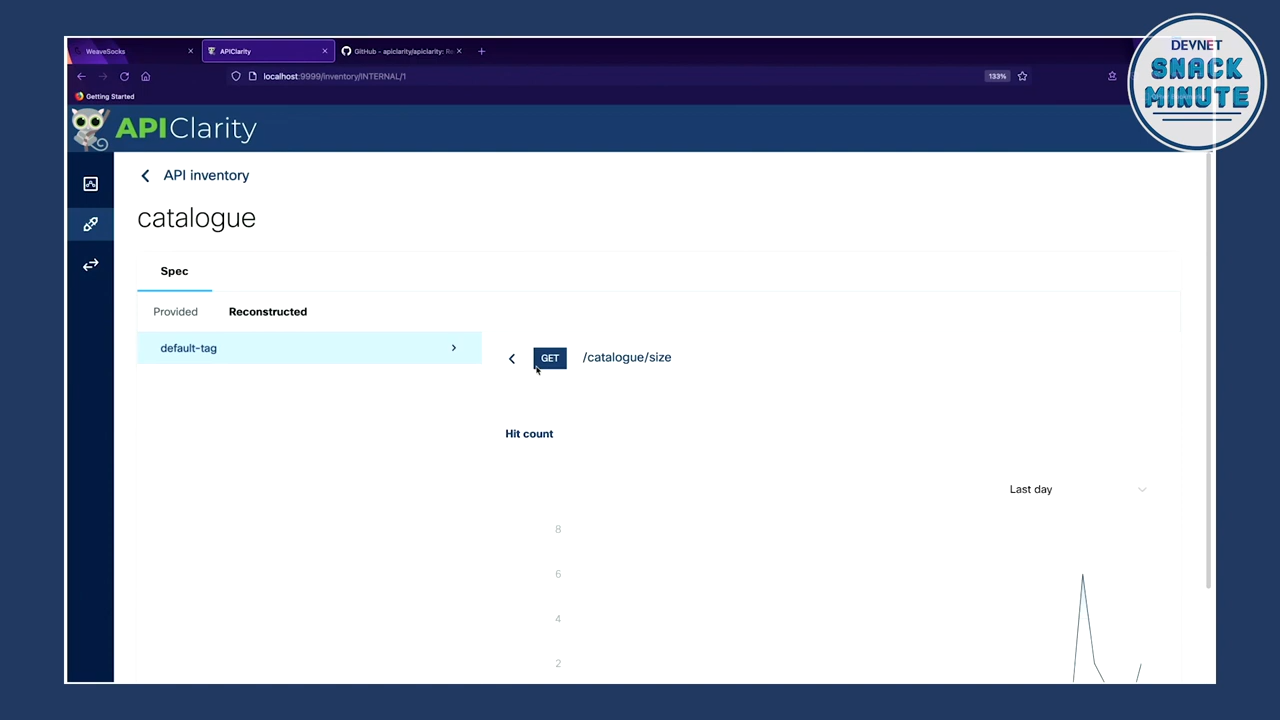 WeaveSocks
APIClarity
GitHub - apiclarity/apiclarity: Re
localhost:9999/inventory/INTERNAL/1
133%
Getting Started
DEVNET
SNACK
MINUTE
APIClarity
API inventory
catalogue
Spec
Provided
Reconstructed
default-tag
GET
/catalogue/size
Hit count
Last day
8
6
4
2